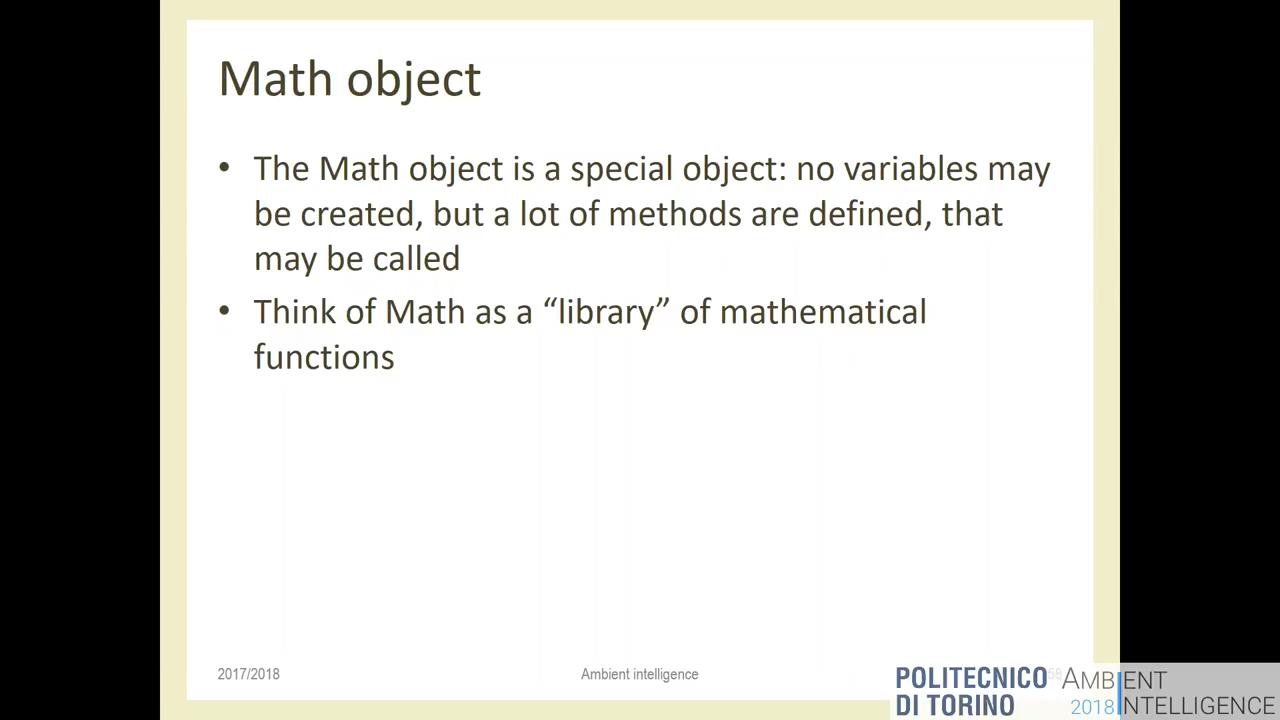 Math object
• The Math object is a special object: no variables may
be created, but a lot of methods are defined, that
may be called
• Think of Math as a “library” of mathematical
functions
2017/2018
Ambient intelligence
58
POLITECNICO
DI TORINO
AMBIENT
2018 INTELLIGENCE